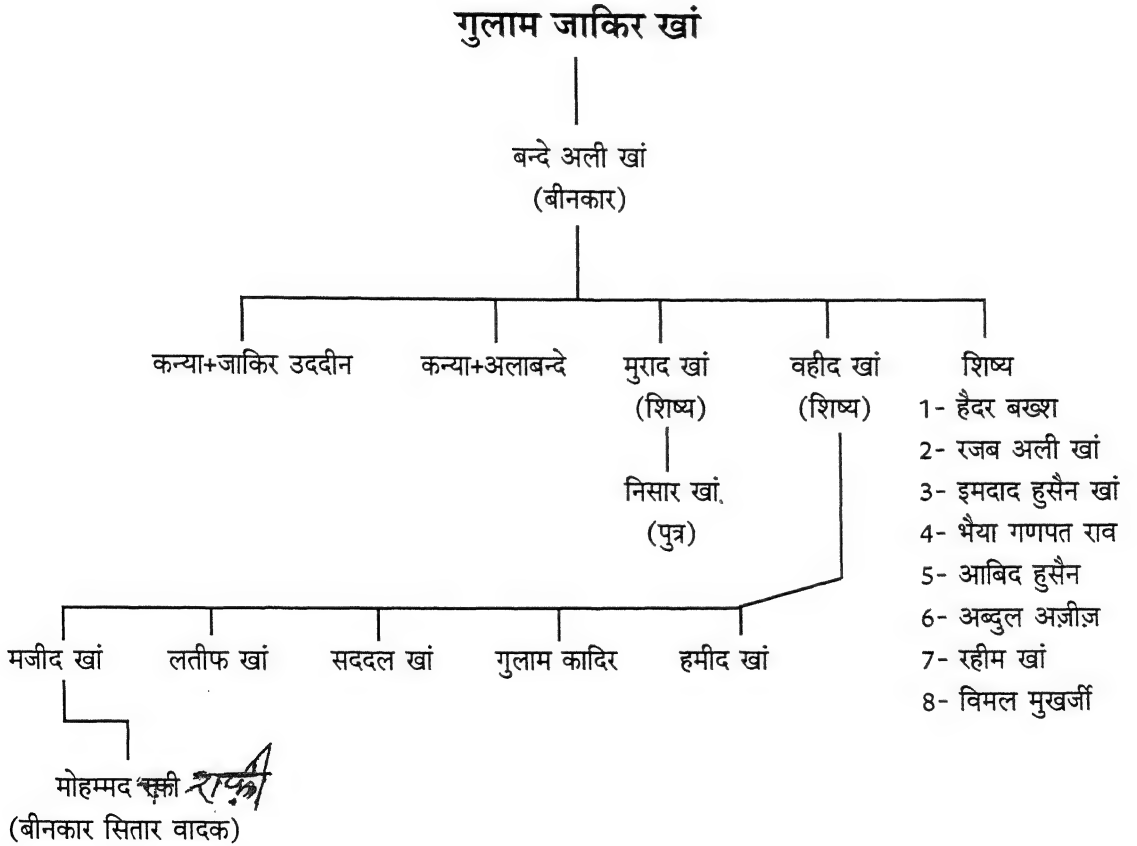 गुलाम जाकिर खां
बन्दे अली खां
(बीनकार)
कन्या+जाकिर उददीन
कन्या+अलाबन्दे
मुराद खां
(शिष्य)
निसार खां
(पुत्र)
वहीद खां
(शिष्य)
शिष्य
1- हैदर बख्श
2- रजब अली खां
3- इमदाद हुसैन खां
4- भैया गणपत राव
5- आबिद हुसैन
6- अब्दुल अज़ीज़
7- रहीम खां
8- विमल मुखर्जी
मजीद खां
लतीफ खां
सददल खां
गुलाम कादिर
हमीद खां
मोहम्मद
(बीनकार सितार वादक)